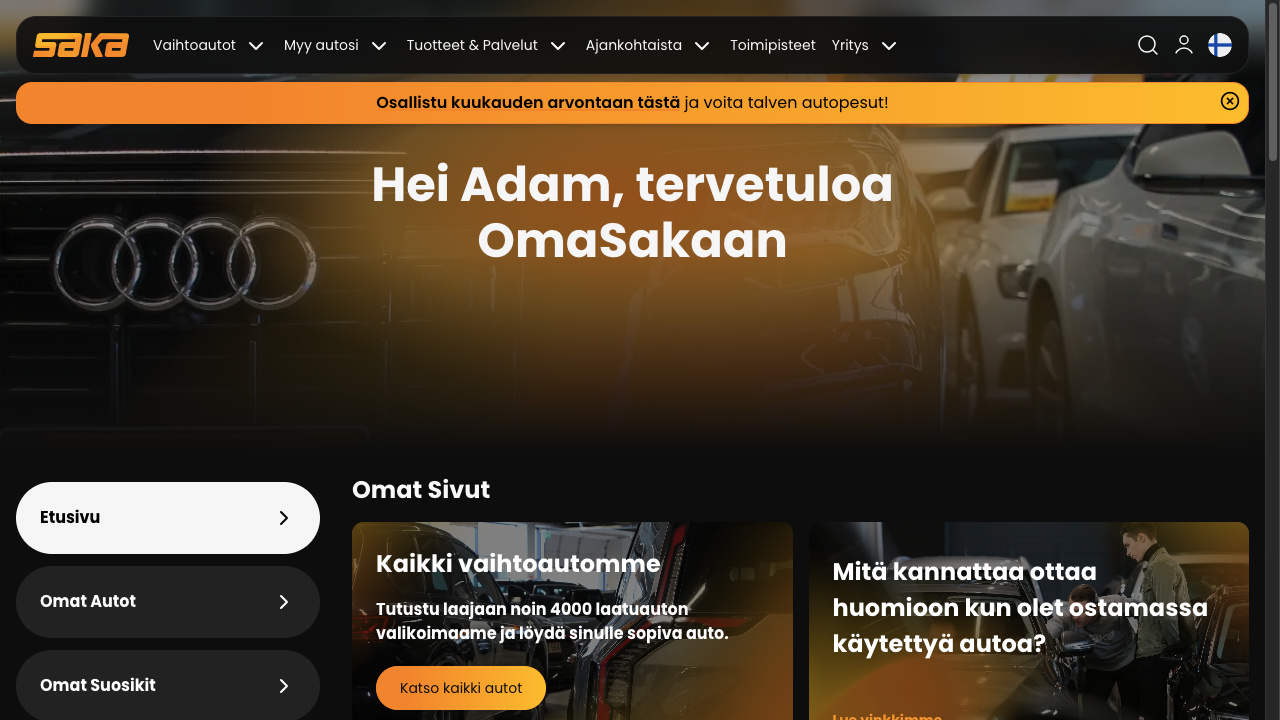 saka
Vaihtoautot
Myy autosi
Tuotteet & Palvelut
Ajankohtaista
Toimipisteet
Yritys
Osallistu kuukauden arvontaan tästä ja voita talven autopesut!
Hei Adam, tervetuloa
OmaSakaan
Etusivu
Omat Autot
Omat Suosikit
Omat Sivut
Kaikki vaihtoautomme
Tutustu laajaan noin 4000 laatuauton
valikoimaame ja löydä sinulle sopiva auto.
Katso kaikki autot
Mitä kannattaa ottaa
huomioon kun olet ostamassa
käytettyä autoa?
Lue vinkkimme